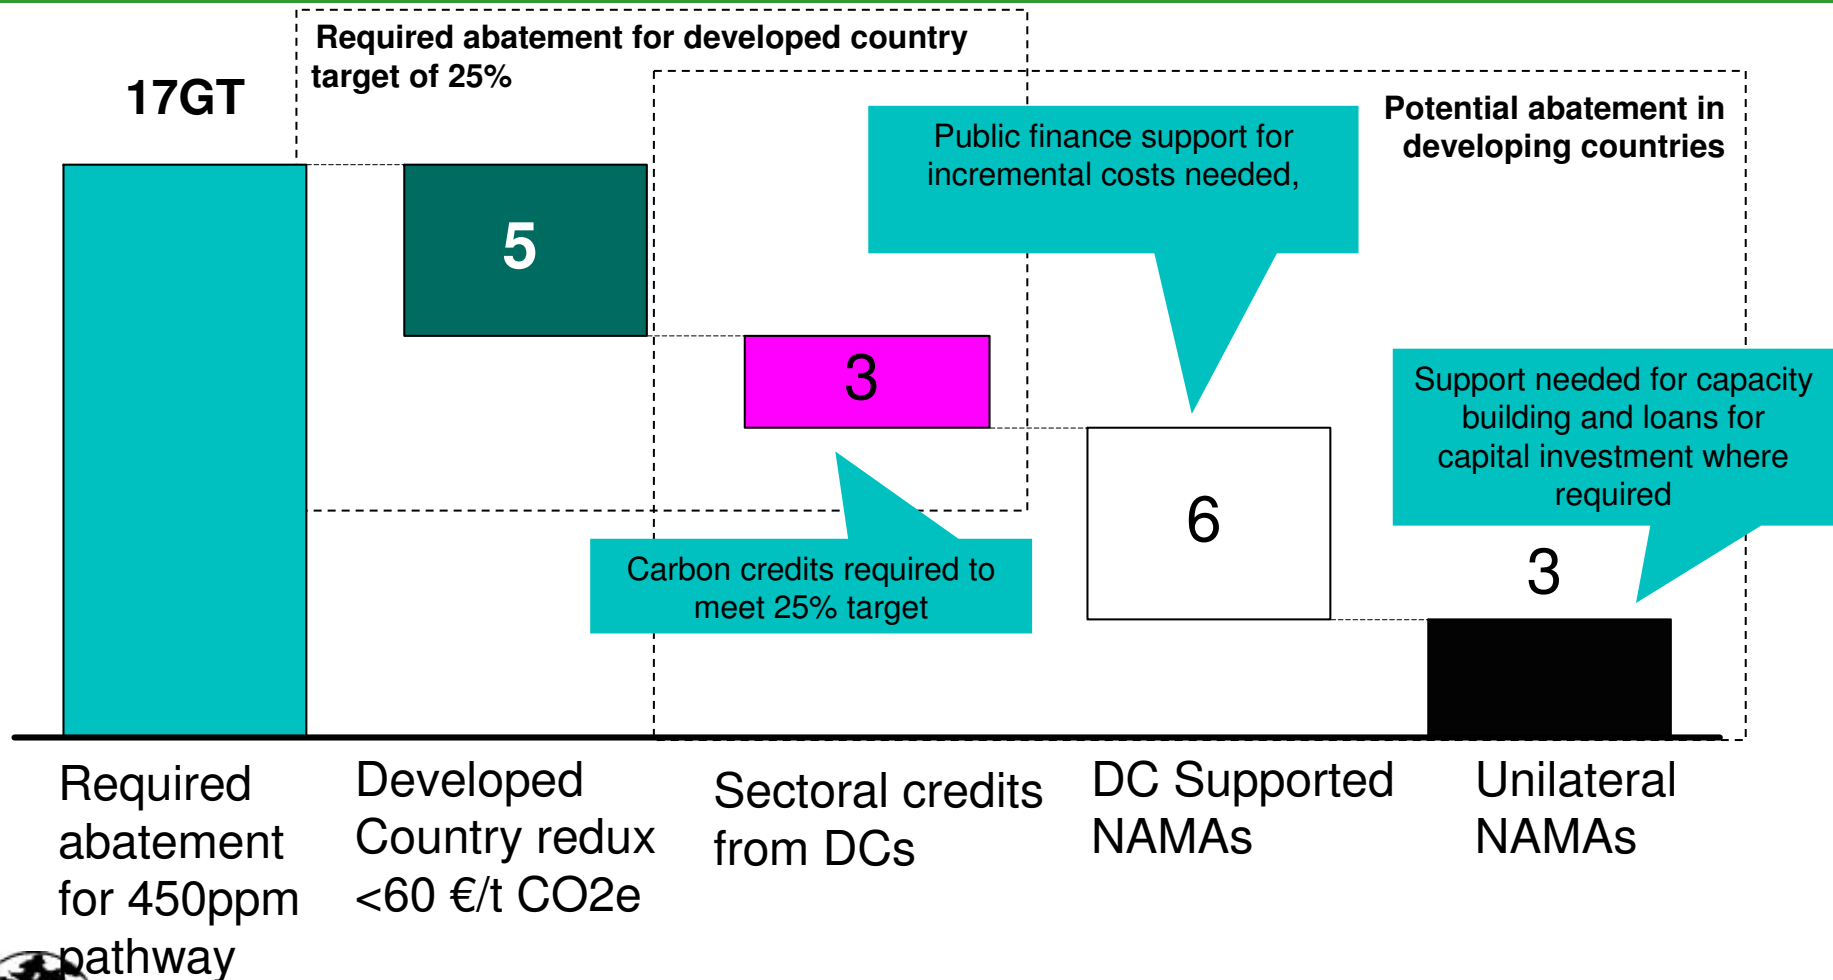 Required abatement for developed country
target of 25%
17GT
Potential abatement in
developing countries
Public finance support for
incremental costs needed,
5
3
Support needed for capacity
building and loans for
capital investment where
required
6
3
Carbon credits required to
meet 25% target
Required
abatement
for 450ppm
pathway
Developed
Country redux
<60 €/t CO2e
Sectoral credits
from DCs
DC Supported
NAMAs
Unilateral
NAMAs